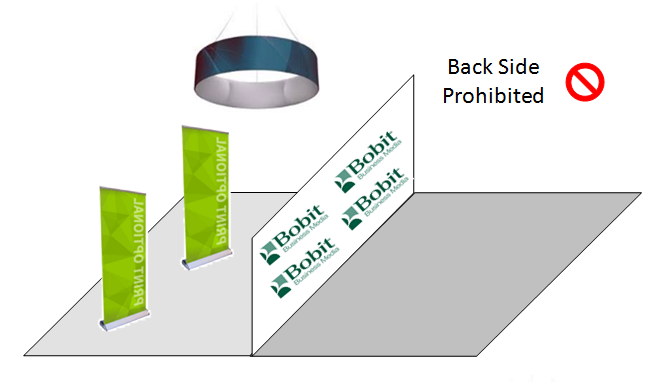 Back Side
Prohibited
PRINT OPTIONAL
PRINT OPTIONAL
Bobit
Business Media
Bobit
Business Media
Bobit
Business Media
Bobit
Business Media